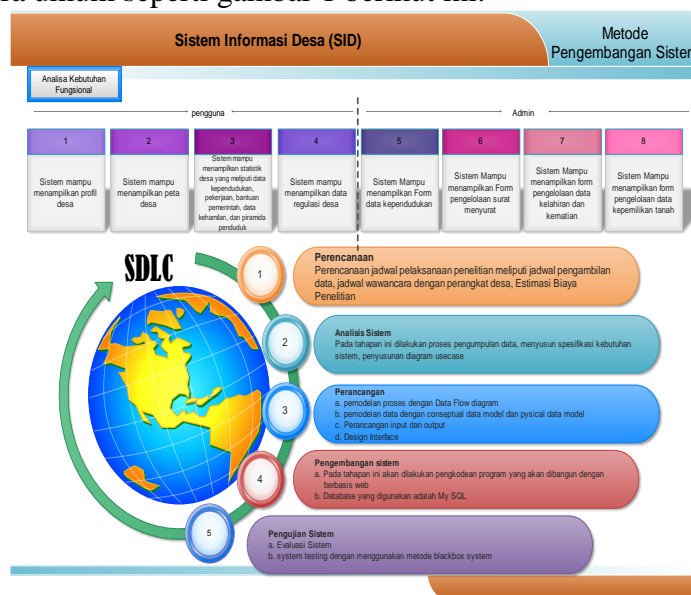 ra umum seperti gambar 1 berikut ini.
Sistem Informasi Desa (SID)
Metode
Pengembangan Sister
Analisa Kebutuhan
Fungsional
pengguna
Admin
1
Sistem mampu
menampilkan profil
desa
2
Sistem mampu
menampilkan peta
desa
3
Sistem mampu
menampilkan statistik
desa yang meliputi data
kependudukan,
pekerjaan, bantuan
pemerintah, data
kehamilan, dan piramida
penduduk
4
Sistem mampu
menampilkan data
regulasi desa
5
Sistem Mampu
menampilkan Form
data kependudukan
6
Sistem Mampu
menampilkan Form
pengelolaan surat
menyurat
7
Sistem Mampu
menampilkan form
pengelolaan data
kelahiran dan
kematian
8
Sistem Mampu
menampilkan form
pengelolaan data
kepemilikan tanah
SDLC
1
Perencanaan
Perencanaan jadwal pelaksanaan penelitian meliputi jadwal pengambilan
data, jadwal wawancara dengan perangkat desa, Estimasi Biaya
Penelitian
2
Analisis Sistem
Pada tahapan ini dilakukan proses pengumpulan data, menyusun spesifikasi kebutuhan
sistem, penyusunan diagram usecase
3
Perancangan
a. pemodelan proses dengan Data Flow diagram
b. pemodelan data dengan conseptual data model dan pysical data model
c. Perancangan input dan output
d. Design Interface
4
Pengembangan sistem
a. Pada tahapan ini akan dilakukan pengkodean program yang akan dibangun dengan
berbasis web
b. Database yang digunakan adalah My SQL
5
Pengujian Sistem
a. Evaluasi Sistem
b. system testing dengan menggunakan metode blackbox system